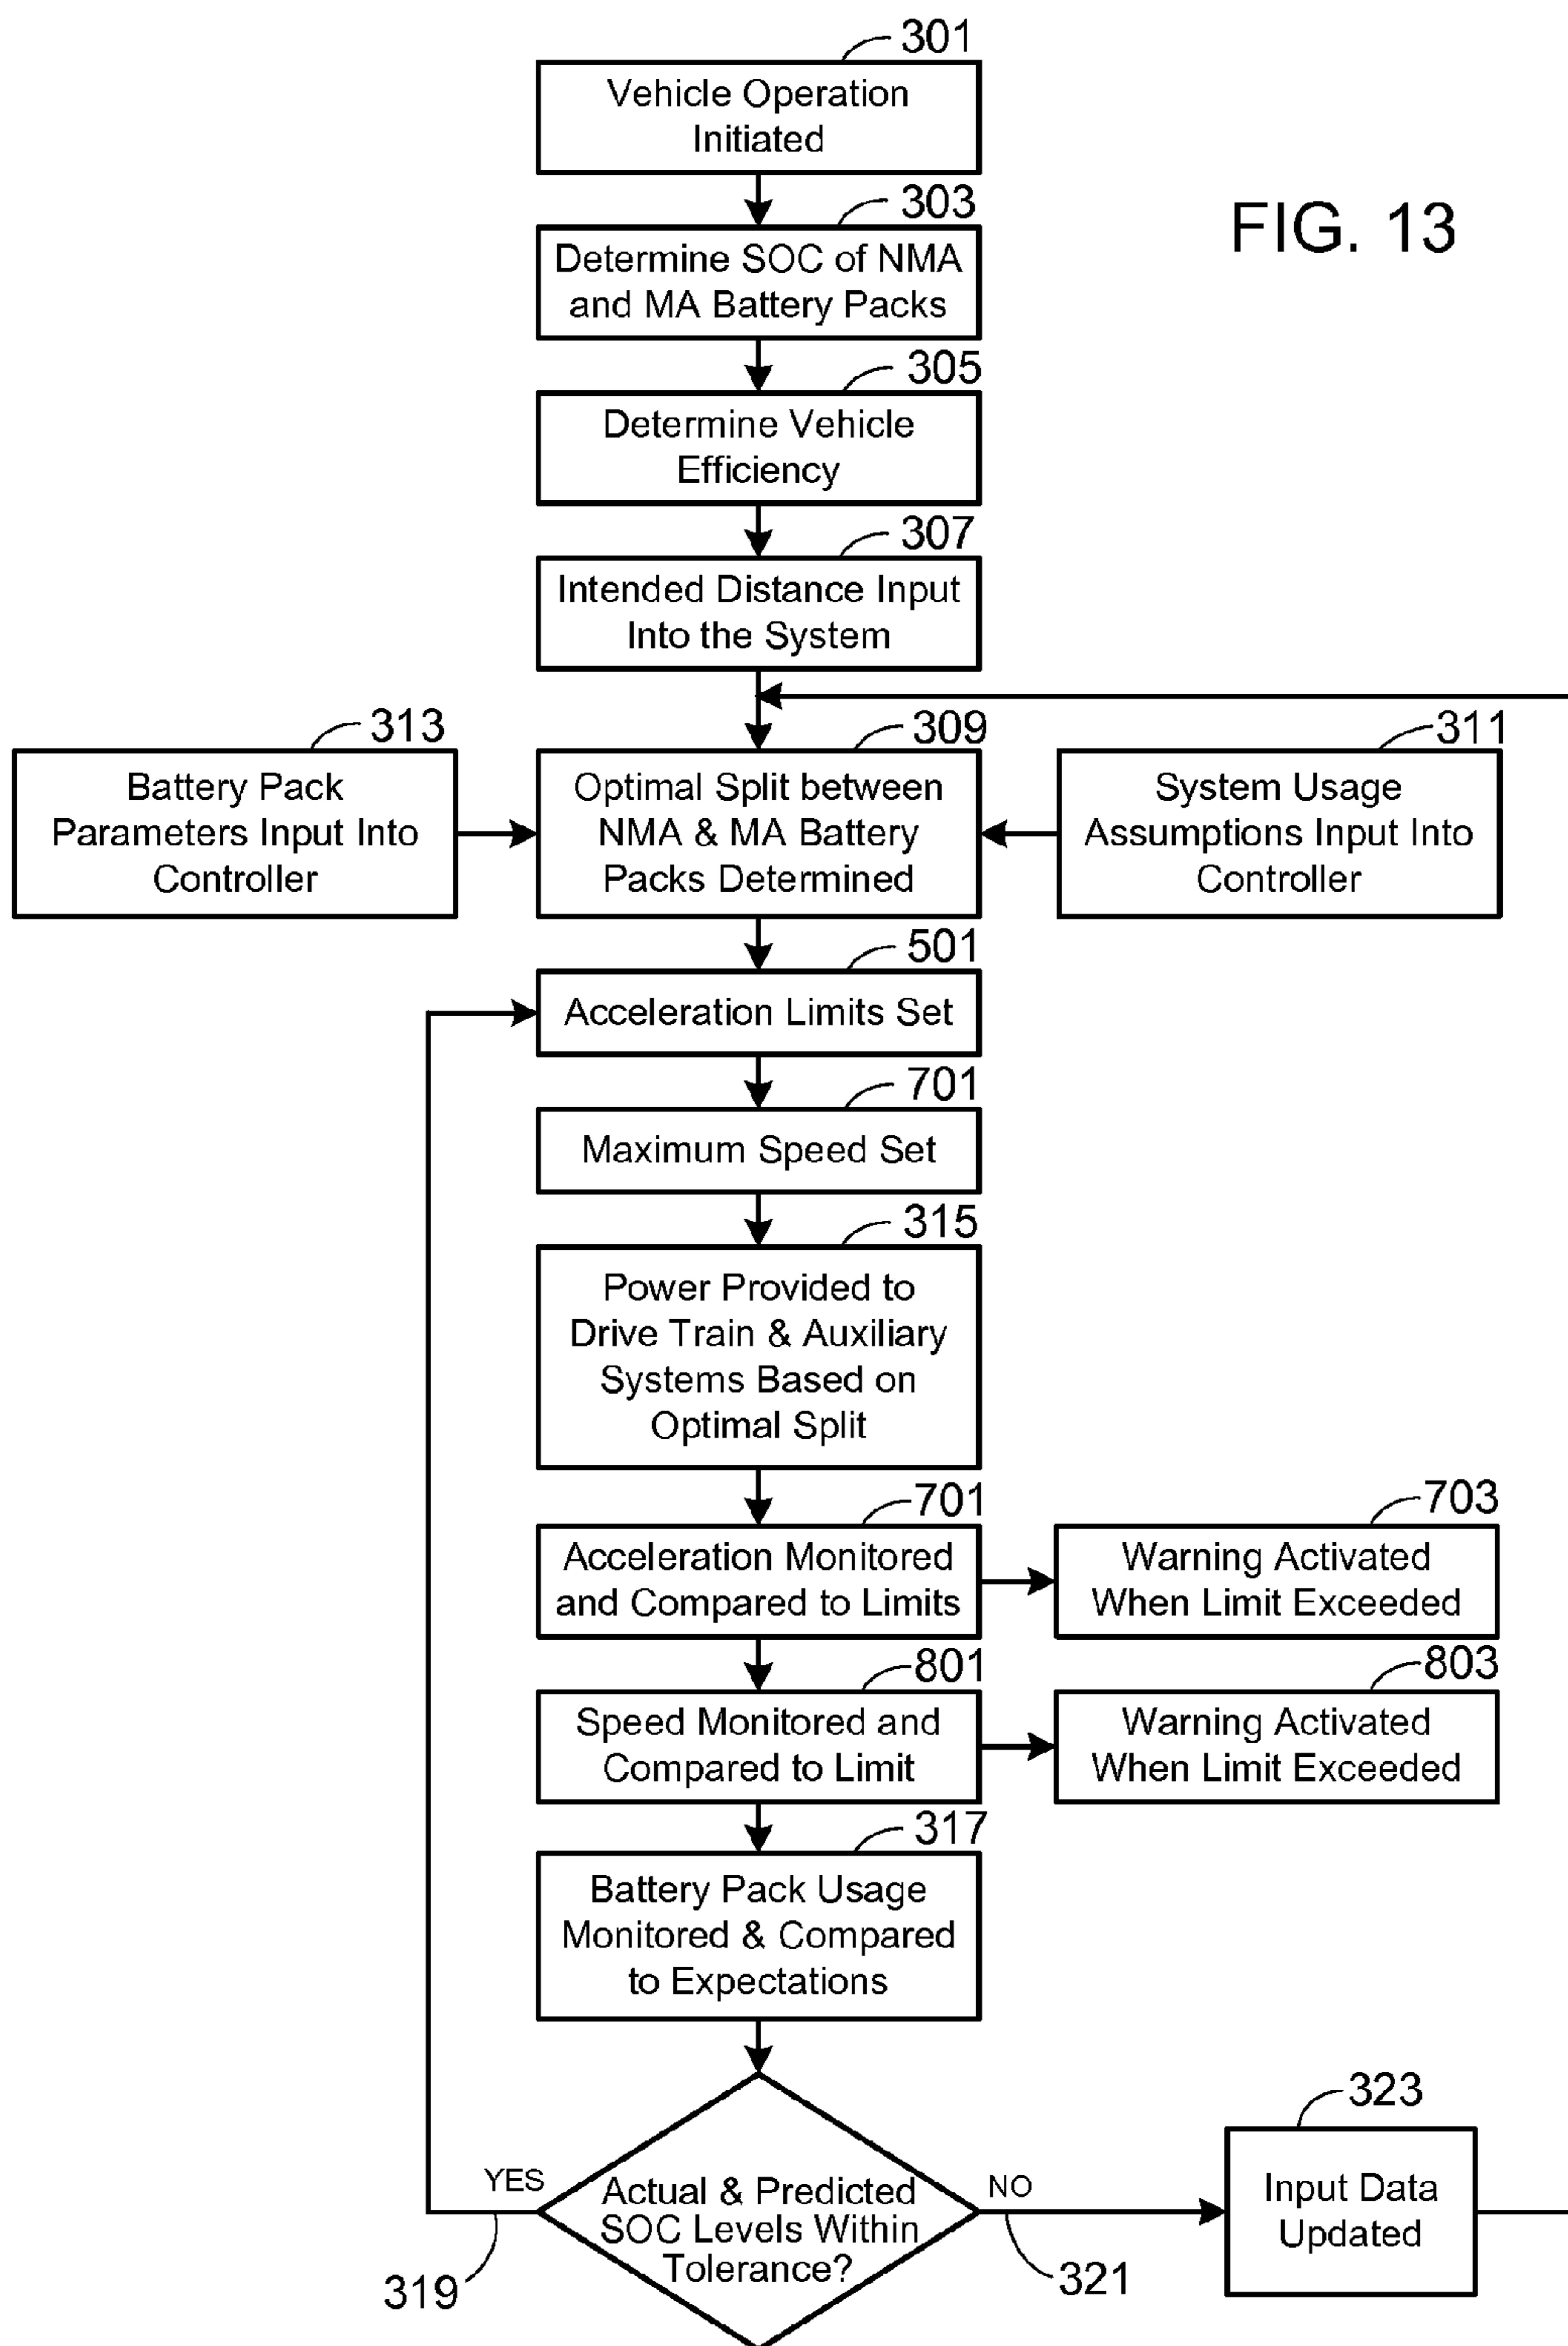 301
Vehicle Operation
Initiated
FIG. 13
303
Determine SOC of NMA
and MA Battery Packs
305
Determine Vehicle
Efficiency
307
Intended Distance Input
Into the System
313
Battery Pack
Parameters Input Into
Controller
309
Optimal Split between
NMA & MA Battery
Packs Determined
311
System Usage
Assumptions Input Into
Controller
501
Acceleration Limits Set
701
Maximum Speed Set
315
Power Provided to
Drive Train & Auxiliary
Systems Based on
Optimal Split
701
Acceleration Monitored
and Compared to Limits
703
Warning Activated
When Limit Exceeded
801
Speed Monitored and
Compared to Limit
803
Warning Activated
When Limit Exceeded
317
Battery Pack Usage
Monitored & Compared
to Expectations
YES
319
Actual & Predicted
SOC Levels Within
Tolerance?
NO
321
323
Input Data
Updated